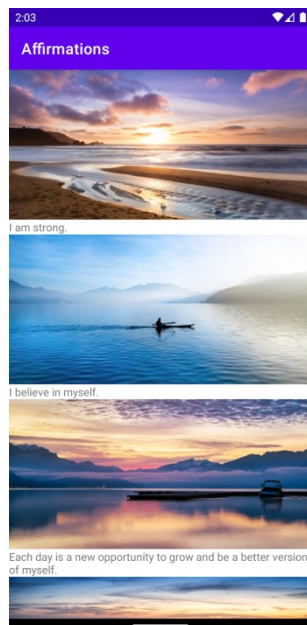 2:03
Affirmations
I am strong.
I believe in myself.
Each day is a new opportunity to grow and be a better version
of myself.